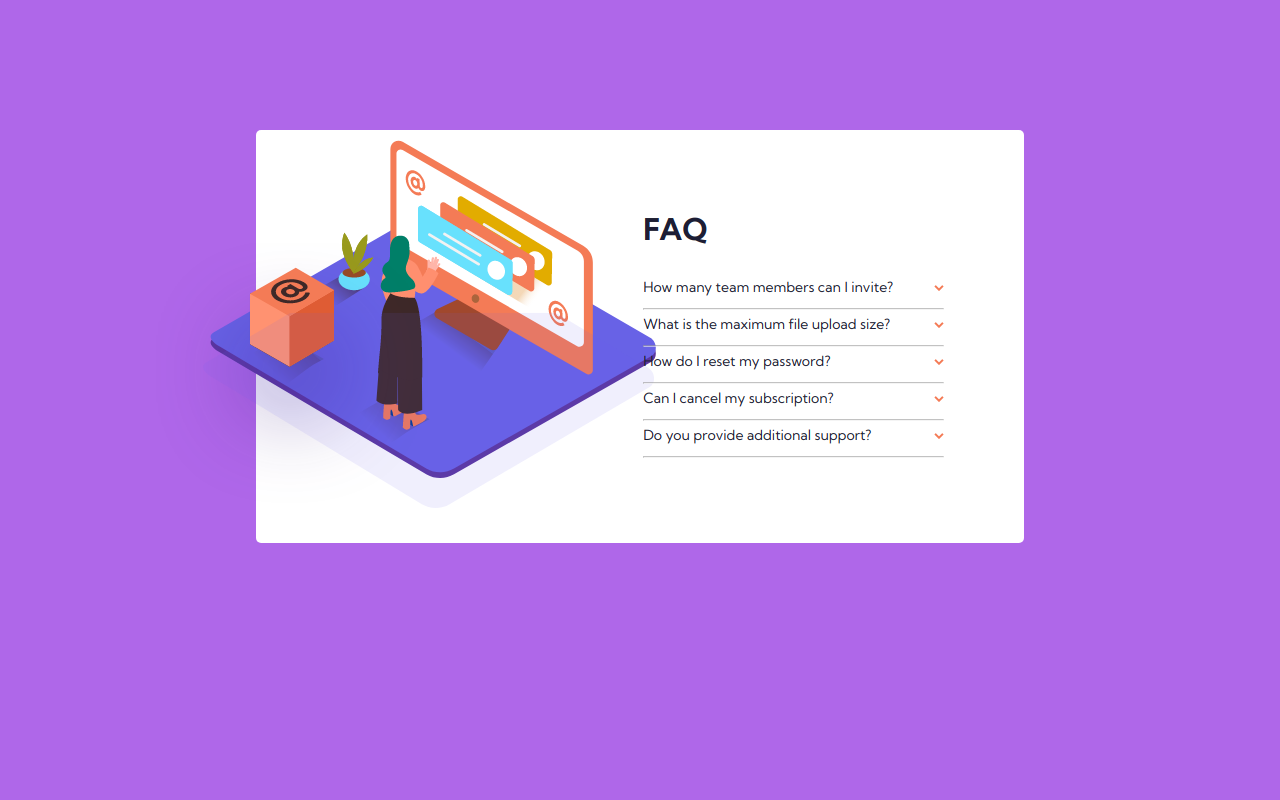 @
@
@
FAQ
How many team members can I invite?
What is the maximum file upload size?
How do I reset my password?
Can I cancel my subscription?
Do you provide additional support?